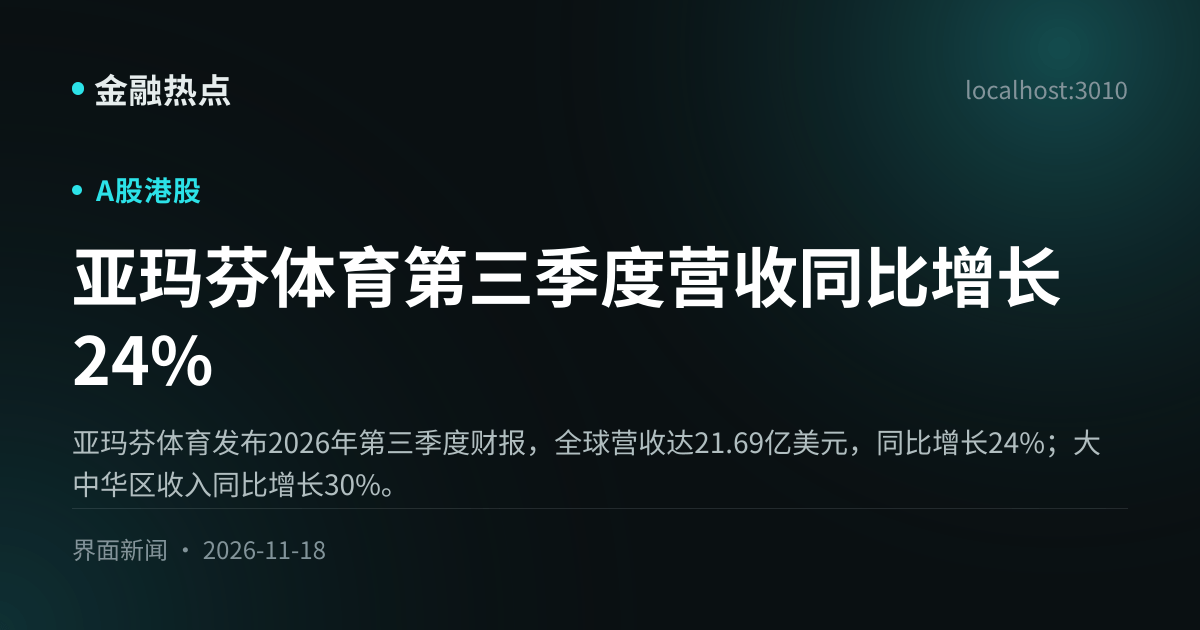 金融热点
localhost:3010
A股港股
亚玛芬体育第三季度营收同比增长
24%
亚玛芬体育发布2026年第三季度财报，全球营收达21.69亿美元，同比增长24%；大
中华区收入同比增长30%。
界面新闻 • 2026-11-18